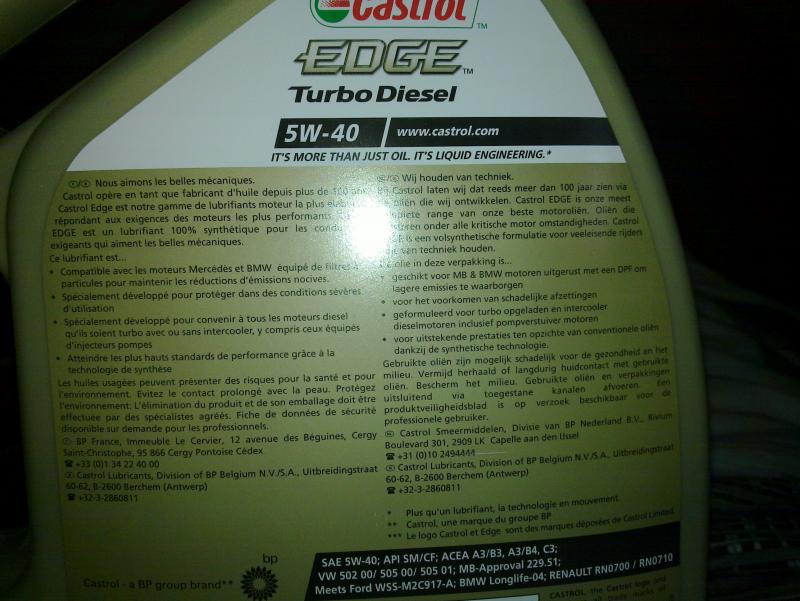 Castrol
TM
EDGE TM
Turbo Diesel
5W-40
www.castrol.com
IT'S MORE THAN JUST OIL. IT'S LIQUID ENGINEERING.*
Nous aimons les belles mécaniques.
Castrol opère en tant que fabricant d'huile depuis plus de
Castrol Edge est notre gamme de lubrifiants moteur la plus
répondant aux exigences des moteurs les plus performants
EDGE est un lubrifiant 100% synthétique pour les
exigeants qui aiment les belles mécaniques.
Ce lubrifiant est...
• Compatible avec les moteurs Mercédès et BMW équipé de filtres à
particules pour maintenir les réductions d'émissions nocives.
• Spécialement développé pour protéger dans des conditions sévères
d'utilisation
• Spécialement développé pour convenir à tous les moteurs diesel
qu'ils soient turbo avec ou sans intercooler, y compris ceux équipés
d'injecteurs pompes
• Atteindre les plus hauts standards de performance grâce à la
technologie de synthèse
Les huiles usagées peuvent présenter des risques pour la santé et pour
l'environnement. Evitez le contact prolongé avec la peau. Protégez
l'environnement: L'élimination du produit et de son emballage doit être
effectuée par des spécialistes agréés. Fiche de données de sécurité
disponible sur demande pour les professionnels.
BP France, Immeuble Le Cervier, 12 avenue des Béguines, Cergy
Saint-Christophe, 95 866 Cergy Pontoise Cédex
☎ +33 (0)1 34 22 40 00
Castrol Lubricants, Division of BP Belgium N.V./S.A., Uitbreidingstraat
60-62, B-2600 Berchem (Antwerp)
☎ +32-3-2860811
Wij houden van techniek.
Castrol laten wij dat reeds meer dan 100 jaar zien via
oliën die wij ontwikkelen. Castrol EDGE is onze meest
range van onze beste motoroliën. Oliën die
onder alle kritische motor omstandigheden. Castrol
is een volsynthetische formulatie voor veeleisende rijders
van techniek houden.
olie in deze verpakking is...
• geschikt voor MB & BMW motoren uitgerust met een DPF om
lagere emissies te waarborgen
• voor het voorkomen van schadelijke afzettingen
• geformuleerd voor turbo opgeladen en intercooler
dieselmotoren inclusief pompverstuiver motoren
• voor uitstekende prestaties ten opzichte van conventionele oliën
dankzij de synthetische technologie.
Gebruikte oliën zijn mogelijk schadelijk voor de gezondheid en het
milieu. Vermijd herhaald of langdurig huidcontact met gebruikte
oliën. Bescherm het milieu. Gebruikte oliën en verpakkingen
uitsluitend via toegestane kanalen afvoeren. Een
produktveiligheidsblad is op verzoek beschikbaar voor de
professionele gebruiker.
Castrol Smeermiddelen, Divsie van BP Nederland B.V., Rivium
Boulevard 301, 2909 LK Capelle aan den IJssel
☎ +31 (0)10 2494444
Castrol Lubricants, Division of BP Belgium N.V./S.A., Uitbreidingstraat
60-62, B-2600 Berchem (Antwerp)
☎ +32-3-2860811
* Plus qu'un lubrifiant, la technologie en mouvement.
** Castrol, une marque du groupe BP
*** Le logo Castrol et Edge sont des marques déposées de Castrol Limited.
bp
Castrol - a BP group brand**
SAE 5W-40; API SM/CF; ACEA A3/B3, A3/B4, C3;
VW 502 00/ 505 00/ 505 01; MB-Approval 229.51;
Meets Ford WSS-M2C917-A; BMW Longlife-04; RENAULT RN0700 / RN0710
CASTROL, the Castrol logo and
trade marks of